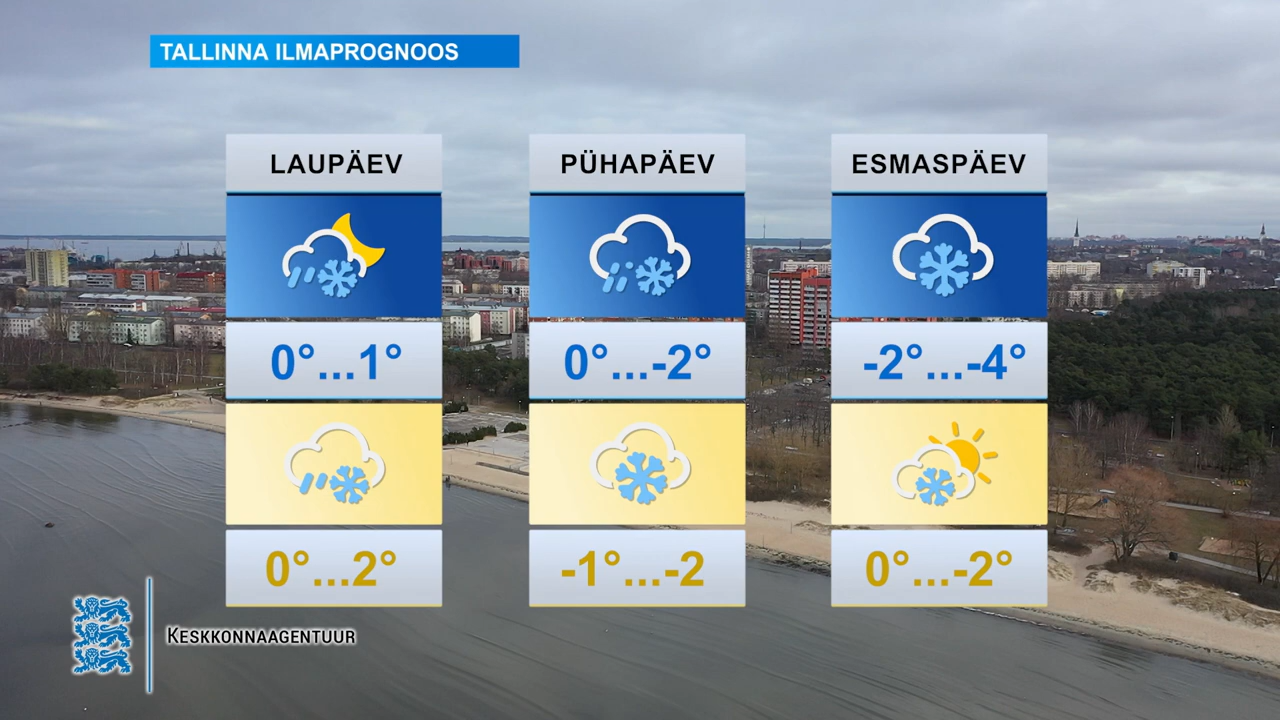 TALLINNA ILMAPROGNOOS
LAUPÄEV
0°...1°
0°...2°
PÜHAPÄEV
0°...-2°
-1°...-2
ESMASPÄEV
-2°...-4°
0°...-2°
KESKKONNAAGENTUUR